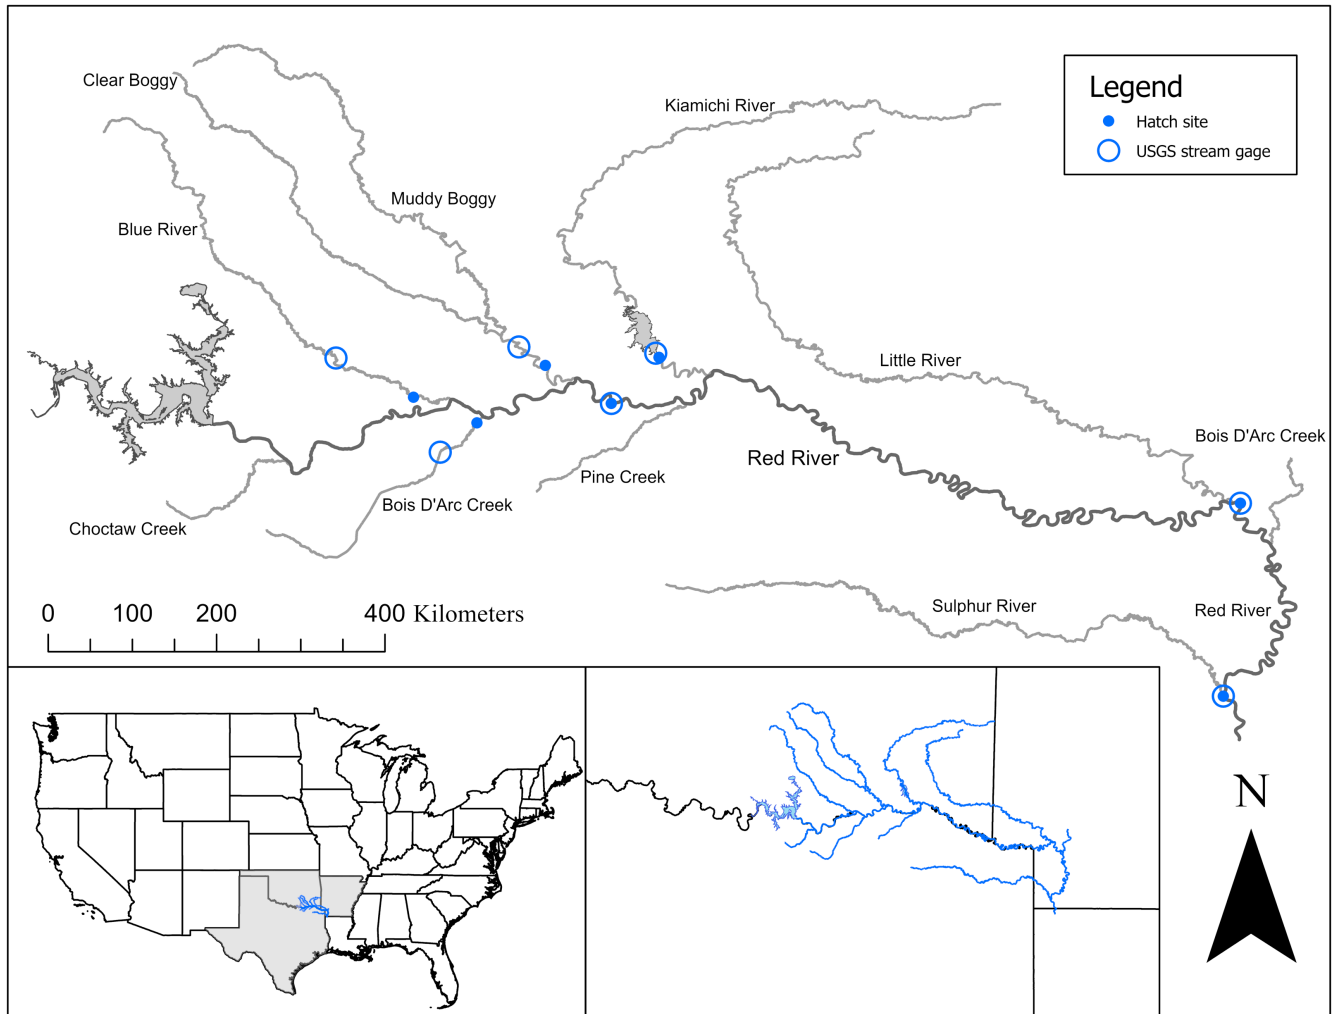 Clear Boggy
Kiamichi River
Legend
Hatch site
USGS stream gage
Muddy Boggy
Blue River
Little River
Bois D'Arc Creek
Red River
Pine Creek
Bois D'Arc Creek
Choctaw Creek
Sulphur River
Red River
0 100 200 400 Kilometers
N